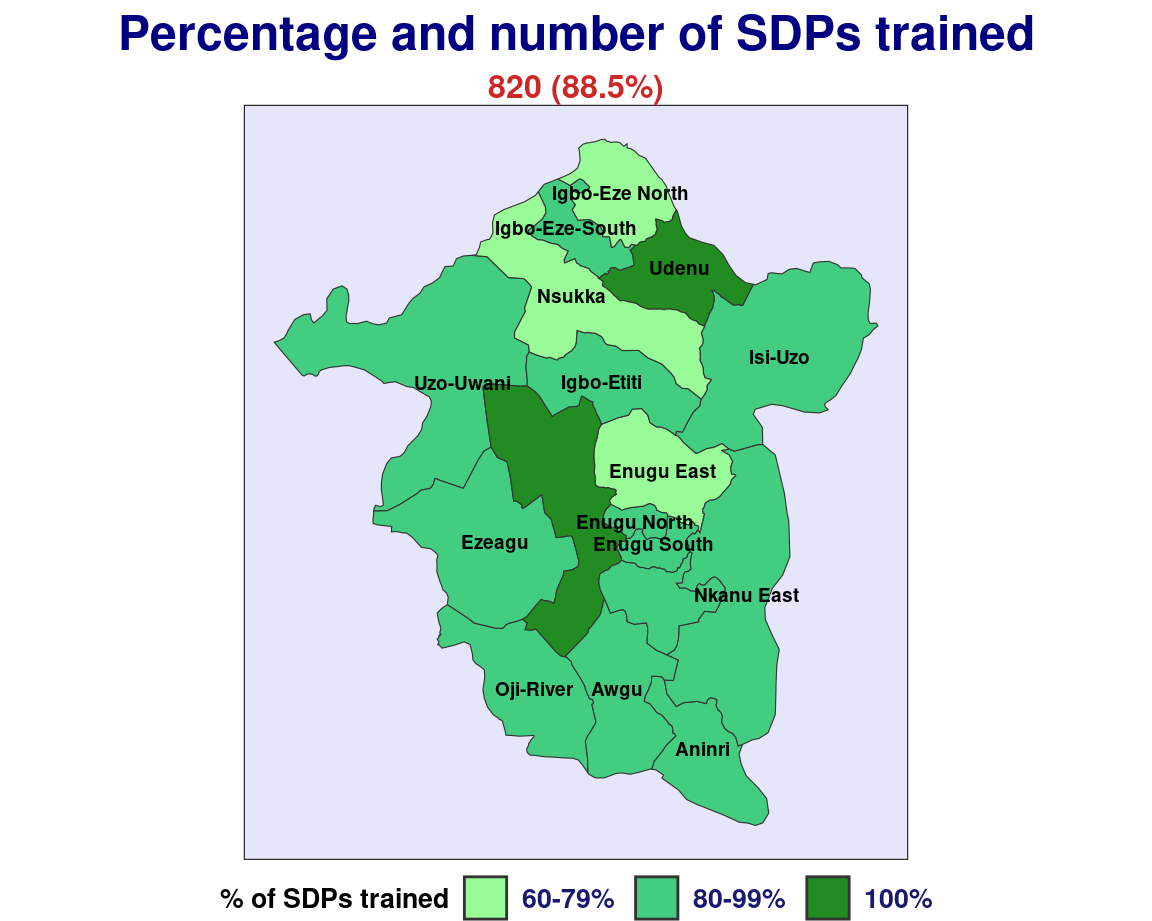 Percentage and number of SDPs trained
820 (88.5%)
Igbo-Eze North
Igbo-Eze-South
Udenu
Nsukka
Isi-Uzo
Uzo-Uwani
Igbo-Etiti
Enugu East
Enugu North
Ezeagu
Enugu South
Nkanu East
Oji-River
Awgu
Aninri
% of SDPs trained 60-79% 80-99% 100%